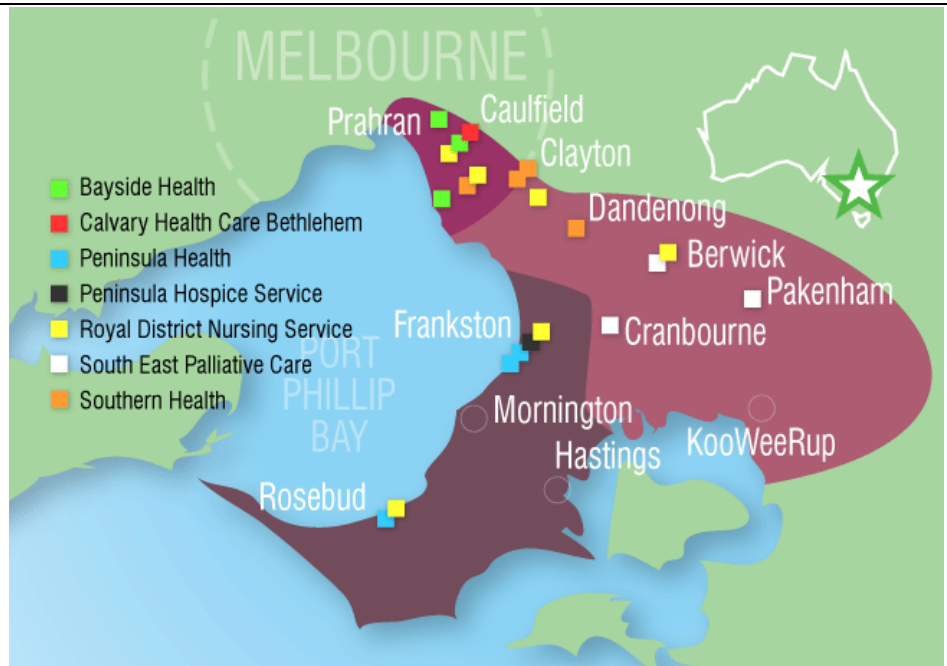 MELBOURNE
Prahran
Caulfield
Clayton
Dandenong
Berwick
Pakenham
Cranbourne
Bayside Health
Calvary Health Care Bethlehem
Peninsula Health
Peninsula Hospice Service
Royal District Nursing Service
South East Palliative Care
Southern Health
Frankston
PORT
PHILLIP
BAY
Mornington
Hastings
KooWeeRup
Rosebud